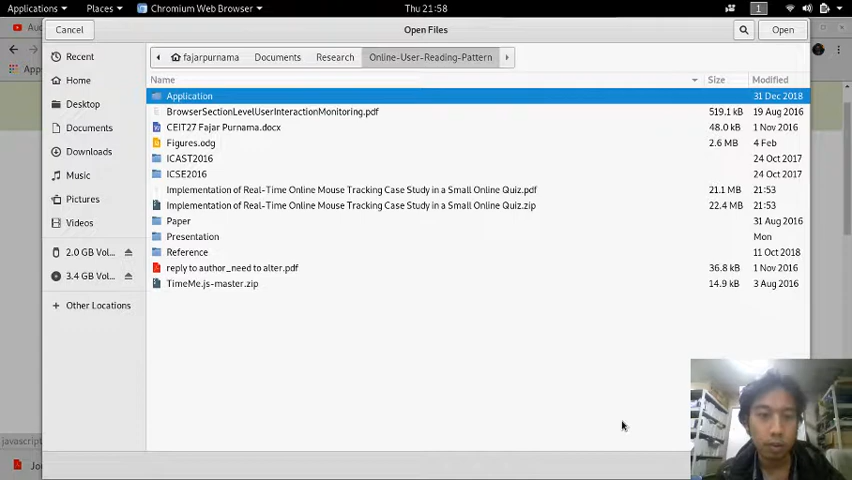 Applications Places Chromium Web Browser Thu 21:58 1
Cancel Open Files Open
fajarpurnama Documents Research Online-User-Reading-Pattern
Name Size Modified
Recent
Home
Desktop
Documents
Downloads
Music
Pictures
Videos
2.0 GB Vol...
3.4 GB Vol...
Other Locations
Application 31 Dec 2018
BrowserSectionLevelUserInteractionMonitoring.pdf 519.1 kB 19 Aug 2016
CEIT27 Fajar Purnama.docx 48.0 kB 1 Nov 2016
Figures.odg 2.6 MB 4 Feb
ICAST2016 24 Oct 2017
ICSE2016 24 Oct 2017
Implementation of Real-Time Online Mouse Tracking Case Study in a Small Online Quiz.pdf 21.1 MB 21:53
Implementation of Real-Time Online Mouse Tracking Case Study in a Small Online Quiz.zip 22.4 MB 21:53
Paper 31 Aug 2016
Presentation Mon
Reference 11 Oct 2018
reply to author_need to alter.pdf 36.8 kB 1 Nov 2016
TimeMe.js-master.zip 14.9 kB 3 Aug 2016
javascript